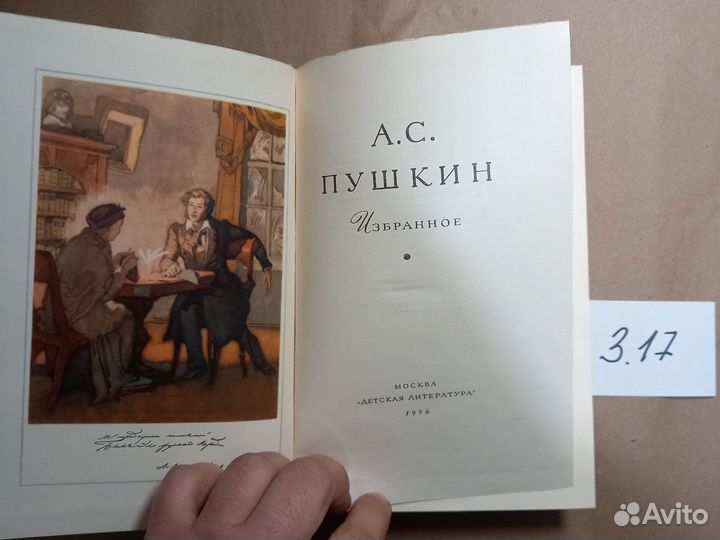 А.С.
ПУШКИН
Избранное
МОСКВА
„ДЕТСКАЯ ЛИТЕРАТУРА“
1976
3.17
Avito